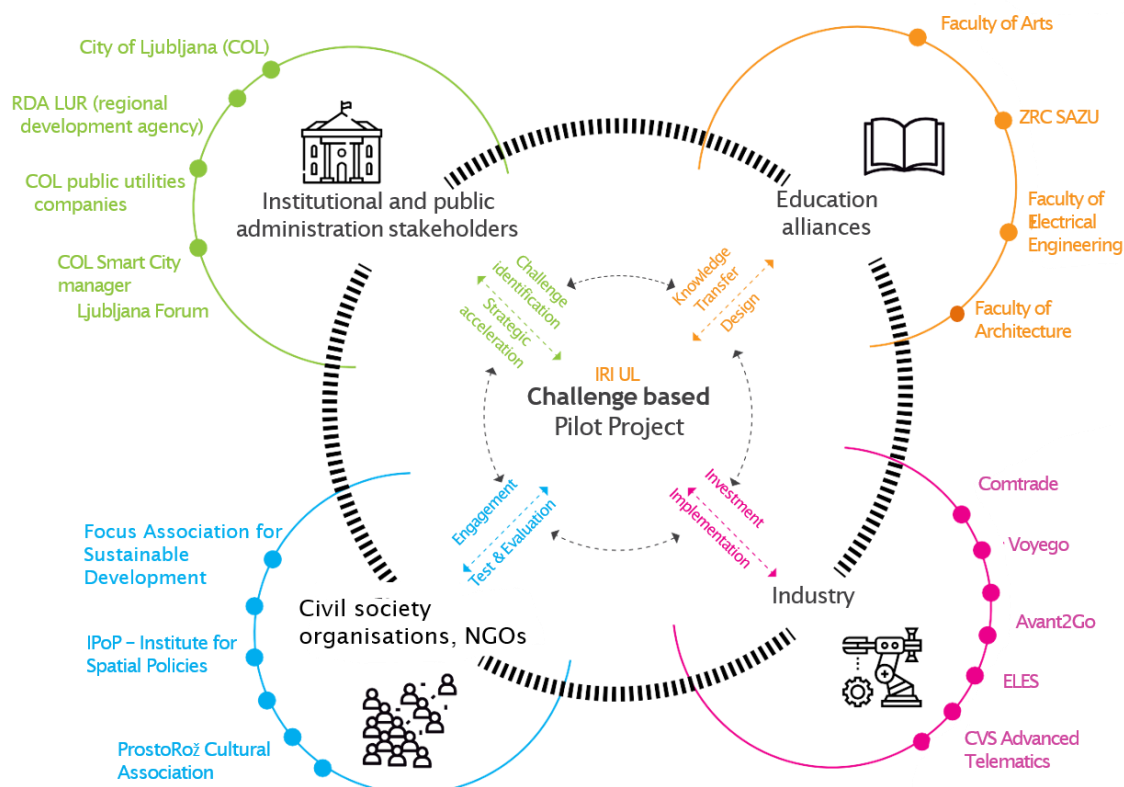 City of Ljubljana (COL)
RDA LUR (regional
development agency)
COL public utilities
companies
COL Smart City
manager
Ljubljana Forum
Institutional and public
administration stakeholders
Faculty of Arts
ZRC SAZU
Faculty of
Electrical
Engineering
Faculty of
Architecture
Education
alliances
Challenge
identification
Strategic
acceleration
Knowledge
Transfer
Design
IRI UL
Challenge based
Pilot Project
Engagement
Test & Evaluation
Investment
Implementation
Focus Association for
Sustainable
Development
IPoP – Institute for
Spatial Policies
ProstoRož Cultural
Association
Civil society
organisations, NGOs
Industry
Comtrade
Voyego
Avant2Go
ELES
CVS Advanced
Telematics